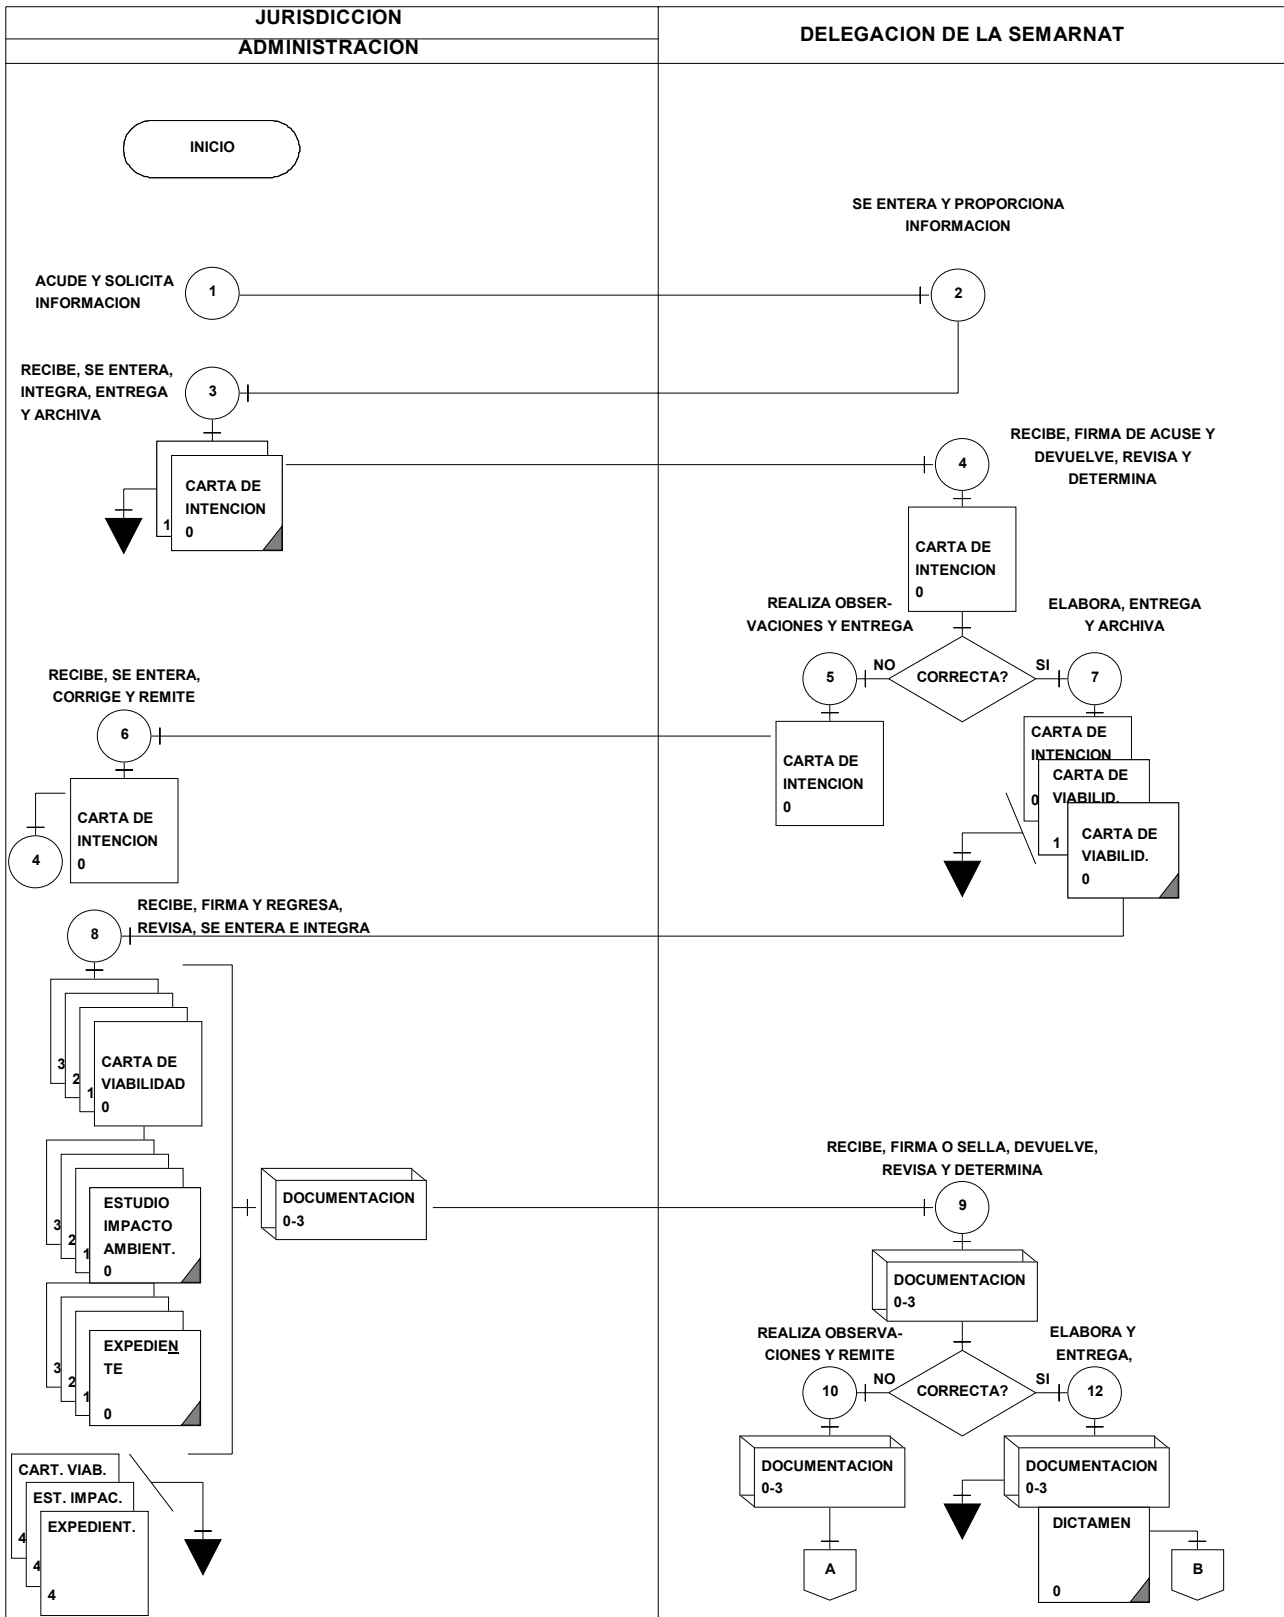 JURISDICCION
ADMINISTRACION
DELEGACION DE LA SEMARNAT
INICIO
SE ENTERA Y PROPORCIONA
INFORMACION
ACUDE Y SOLICITA
INFORMACION
1
2
RECIBE, SE ENTERA,
INTEGRA, ENTREGA
Y ARCHIVA
3
1
CARTA DE
INTENCION
0
4
RECIBE, FIRMA DE ACUSE Y
DEVUELVE, REVISA Y
DETERMINA
CARTA DE
INTENCION
0
REALIZA OBSER-
VACIONES Y ENTREGA
ELABORA, ENTREGA
Y ARCHIVA
5
NO
CORRECTA?
SI
7
RECIBE, SE ENTERA,
CORRIGE Y REMITE
6
CARTA DE
INTENCION
0
CARTA DE
INTENCION
0
CARTA DE
VIABILID.
1
CARTA DE
VIABILID.
0
CARTA DE
INTENCION
0
4
RECIBE, FIRMA Y REGRESA,
REVISA, SE ENTERA E INTEGRA
8
3
2
1
CARTA DE
VIABILIDAD
0
3
2
1
ESTUDIO
IMPACTO
AMBIENT.
0
DOCUMENTACION
0-3
RECIBE, FIRMA O SELLA, DEVUELVE,
REVISA Y DETERMINA
9
DOCUMENTACION
0-3
3
2
1
EXPEDIEN
TE
0
REALIZA OBSERVA-
CIONES Y REMITE
ELABORA Y
ENTREGA,
10
NO
CORRECTA?
SI
12
DOCUMENTACION
0-3
DOCUMENTACION
0-3
CART. VIAB.
4
EST. IMPAC.
4
EXPEDIENT.
4
DICTAMEN
0
A
B